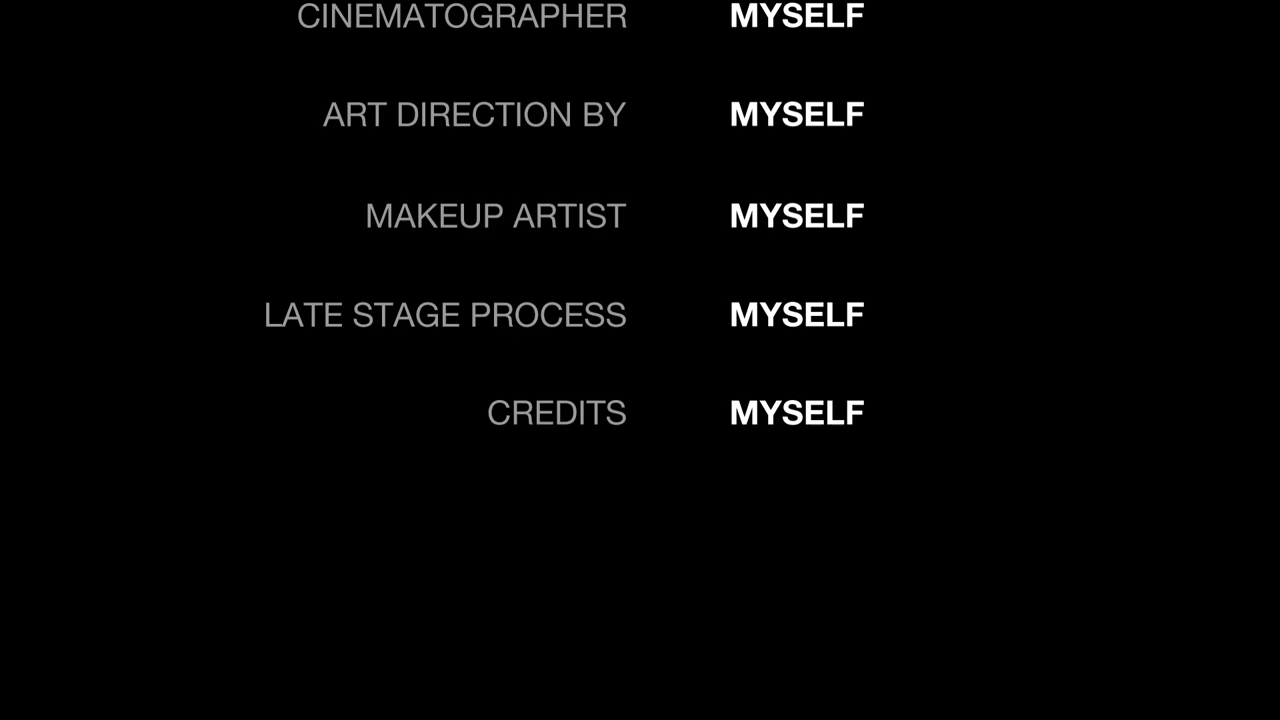 CINEMATOGRAPHER MYSELF
ART DIRECTION BY MYSELF
MAKEUP ARTIST MYSELF
LATE STAGE PROCESS MYSELF
CREDITS MYSELF